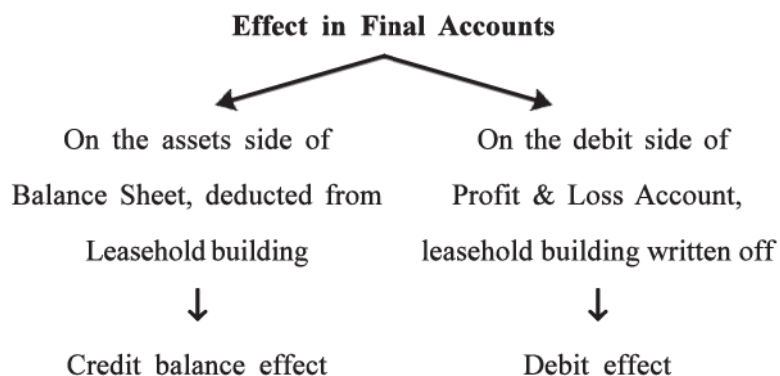 Effect in Final Accounts
On the assets side of
Balance Sheet, deducted from
Leasehold building
Credit balance effect
On the debit side of
Profit & Loss Account,
leasehold building written off
Debit effect